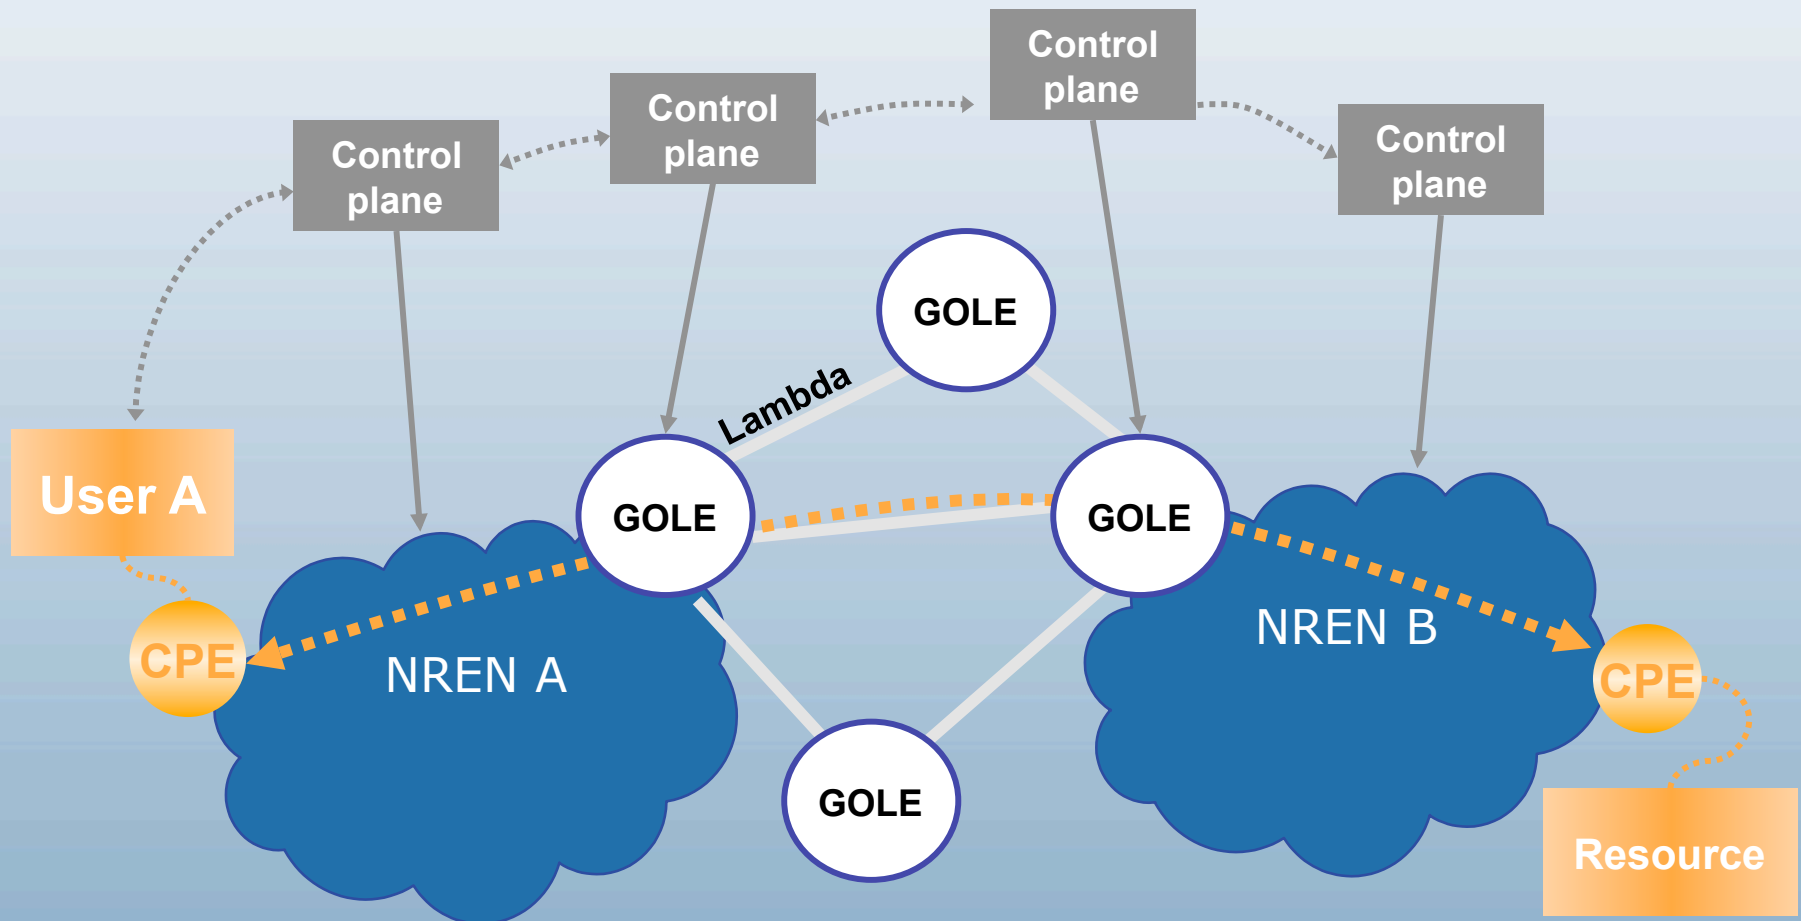 Control
plane
Control
plane
Control
plane
Control
plane
GOLE
Lambda
User A
GOLE
GOLE
NREN B
CPE
NREN A
CPE
GOLE
Resource